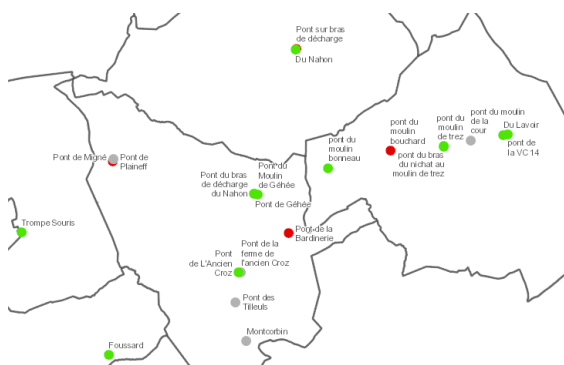 Pont sur bras
de décharge
Du Nahon
pont du
moulin
bonneau
pont du
moulin
bouchard
pont du bras
du nichat au
moulin de trez
pont du
moulin
de trez
pont du moulin
de la
cour
Du Lavoir
pont de
la VC 14
Pont de Migné
Pont de
Plaineff
Pont du bras
de décharge
du Nahon
Pont du
Moulin
de Géhée
Pont de Géhée
Trompe Souris
Pont de la
Bardinerie
Pont
de L'Ancien
Croz
Pont de la
ferme de
l'ancien Croz
Pont des
Tilleuls
Montcorbin
Foussard